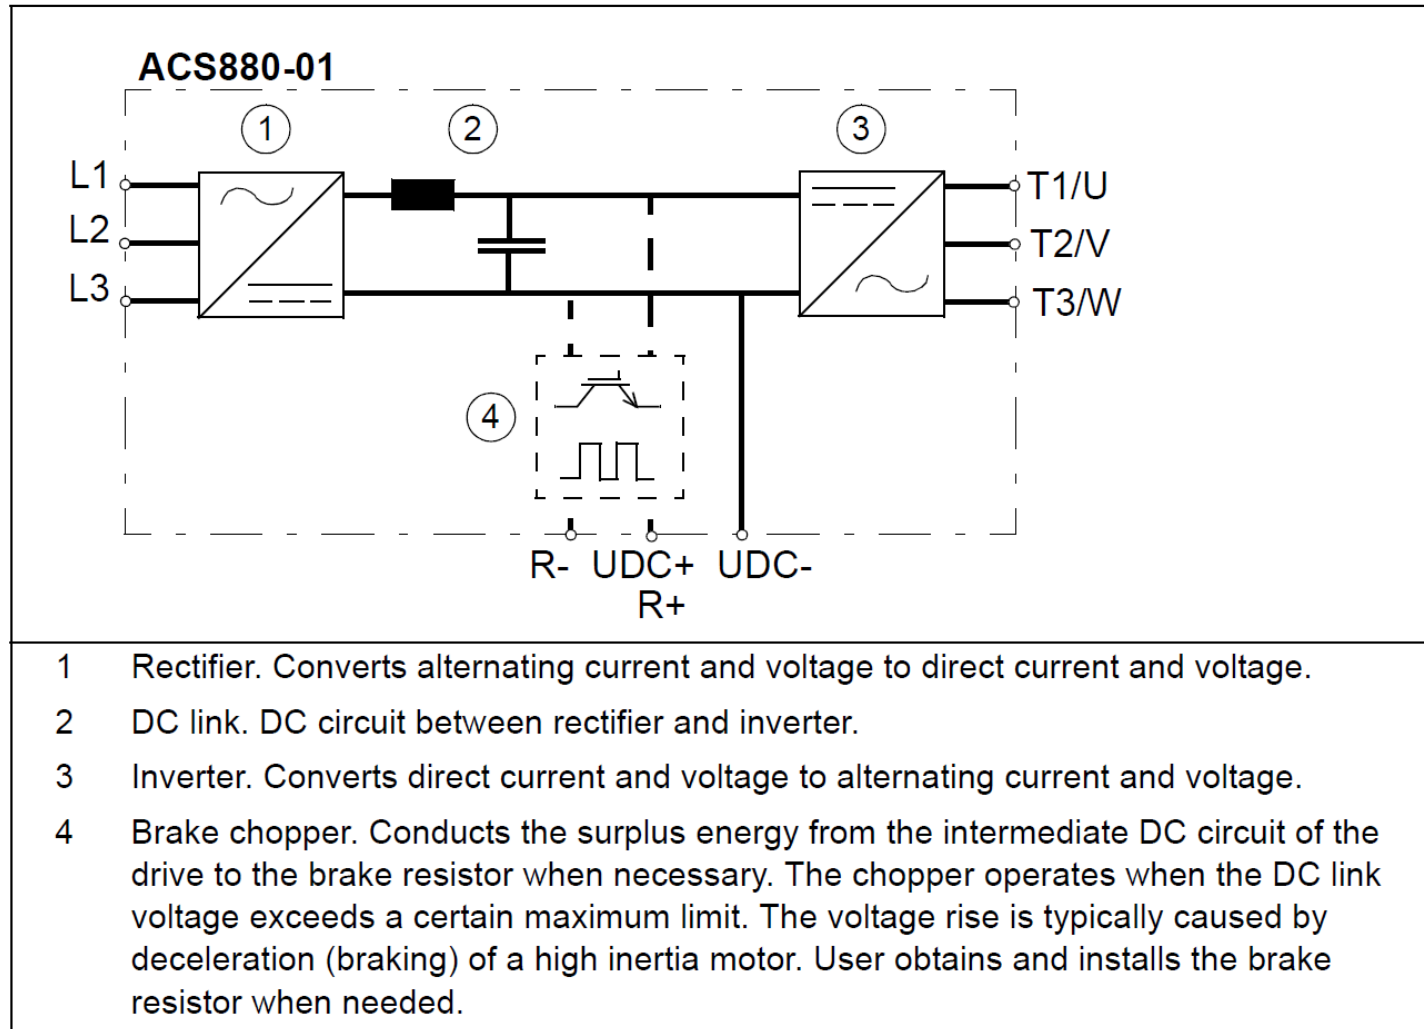 ACS880-01
1 2 3
L1 T1/U
L2 T2/V
L3 T3/W
4
R- UDC+ UDC-
R+
1 Rectifier. Converts alternating current and voltage to direct current and voltage.
2 DC link. DC circuit between rectifier and inverter.
3 Inverter. Converts direct current and voltage to alternating current and voltage.
4 Brake chopper. Conducts the surplus energy from the intermediate DC circuit of the
drive to the brake resistor when necessary. The chopper operates when the DC link
voltage exceeds a certain maximum limit. The voltage rise is typically caused by
deceleration (braking) of a high inertia motor. User obtains and installs the brake
resistor when needed.